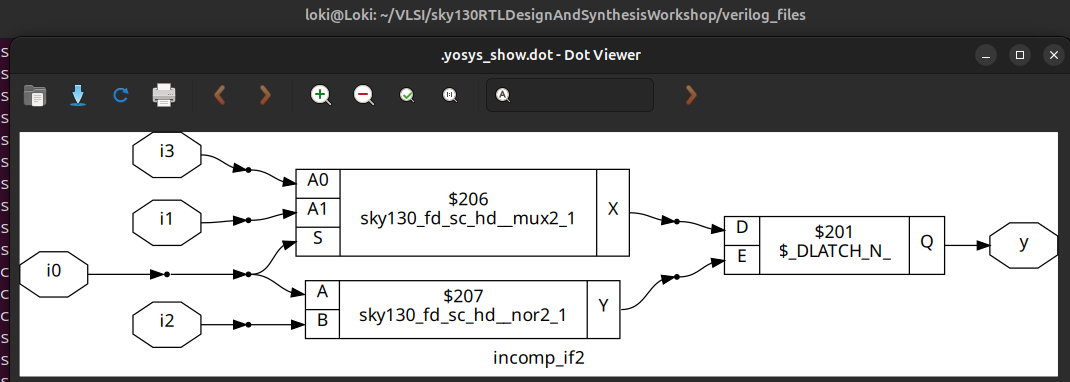 loki@Loki: ~/VLSI/sky130RTLDesignAndSynthesisWorkshop/verilog_files
.yosys_show.dot - Dot Viewer
i3
A0
i1
A1
$206
sky130_fd_sc_hd__mux2_1
X
S
i0
i2
A
B
$207
sky130_fd_sc_hd__nor2_1
Y
D
E
$201
$_DLATCH_N_
Q
y
incomp_if2